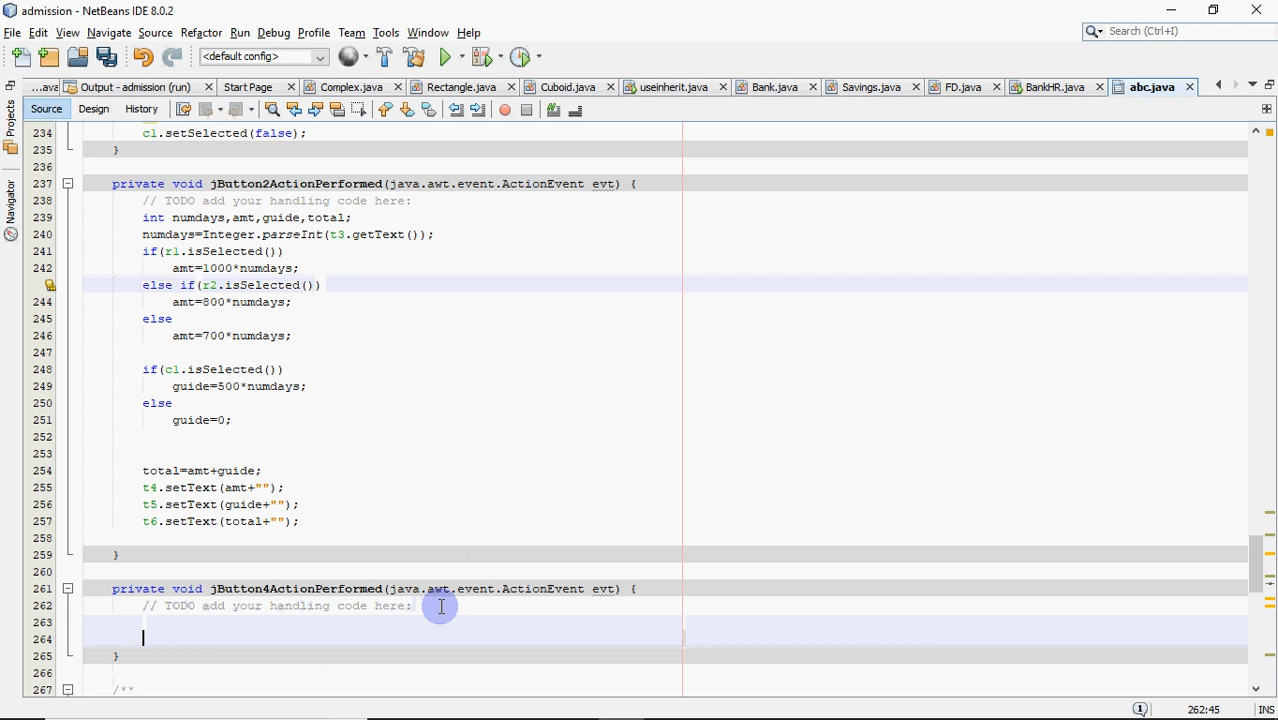 admission - NetBeans IDE 8.0.2
File Edit View Navigate Source Refactor Run Debug Profile Team Tools Window Help
Search (Ctrl+I)
<default config>
...ava Output - admission (run) Start Page Complex.java Rectangle.java Cuboid.java useinherit.java Bank.java Savings.java FD.java BankHR.java abc.java
Source Design History
Projects
Navigator
234 c1.setSelected(false);
235 }
236
237 private void jButton2ActionPerformed(java.awt.event.ActionEvent evt) {
238 // TODO add your handling code here:
239 int numdays,amt,guide,total;
240 numdays=Integer.parseInt(t3.getText());
241 if(r1.isSelected())
242 amt=1000*numdays;
else if(r2.isSelected())
244 amt=800*numdays;
245 else
246 amt=700*numdays;
247
248 if(c1.isSelected())
249 guide=500*numdays;
250 else
251 guide=0;
252
253
254 total=amt+guide;
255 t4.setText(amt+"");
256 t5.setText(guide+"");
257 t6.setText(total+"");
258
259 }
260
261 private void jButton4ActionPerformed(java.awt.event.ActionEvent evt) {
262 // TODO add your handling code here:
263
264
265 }
266
267 /**
262:45 INS